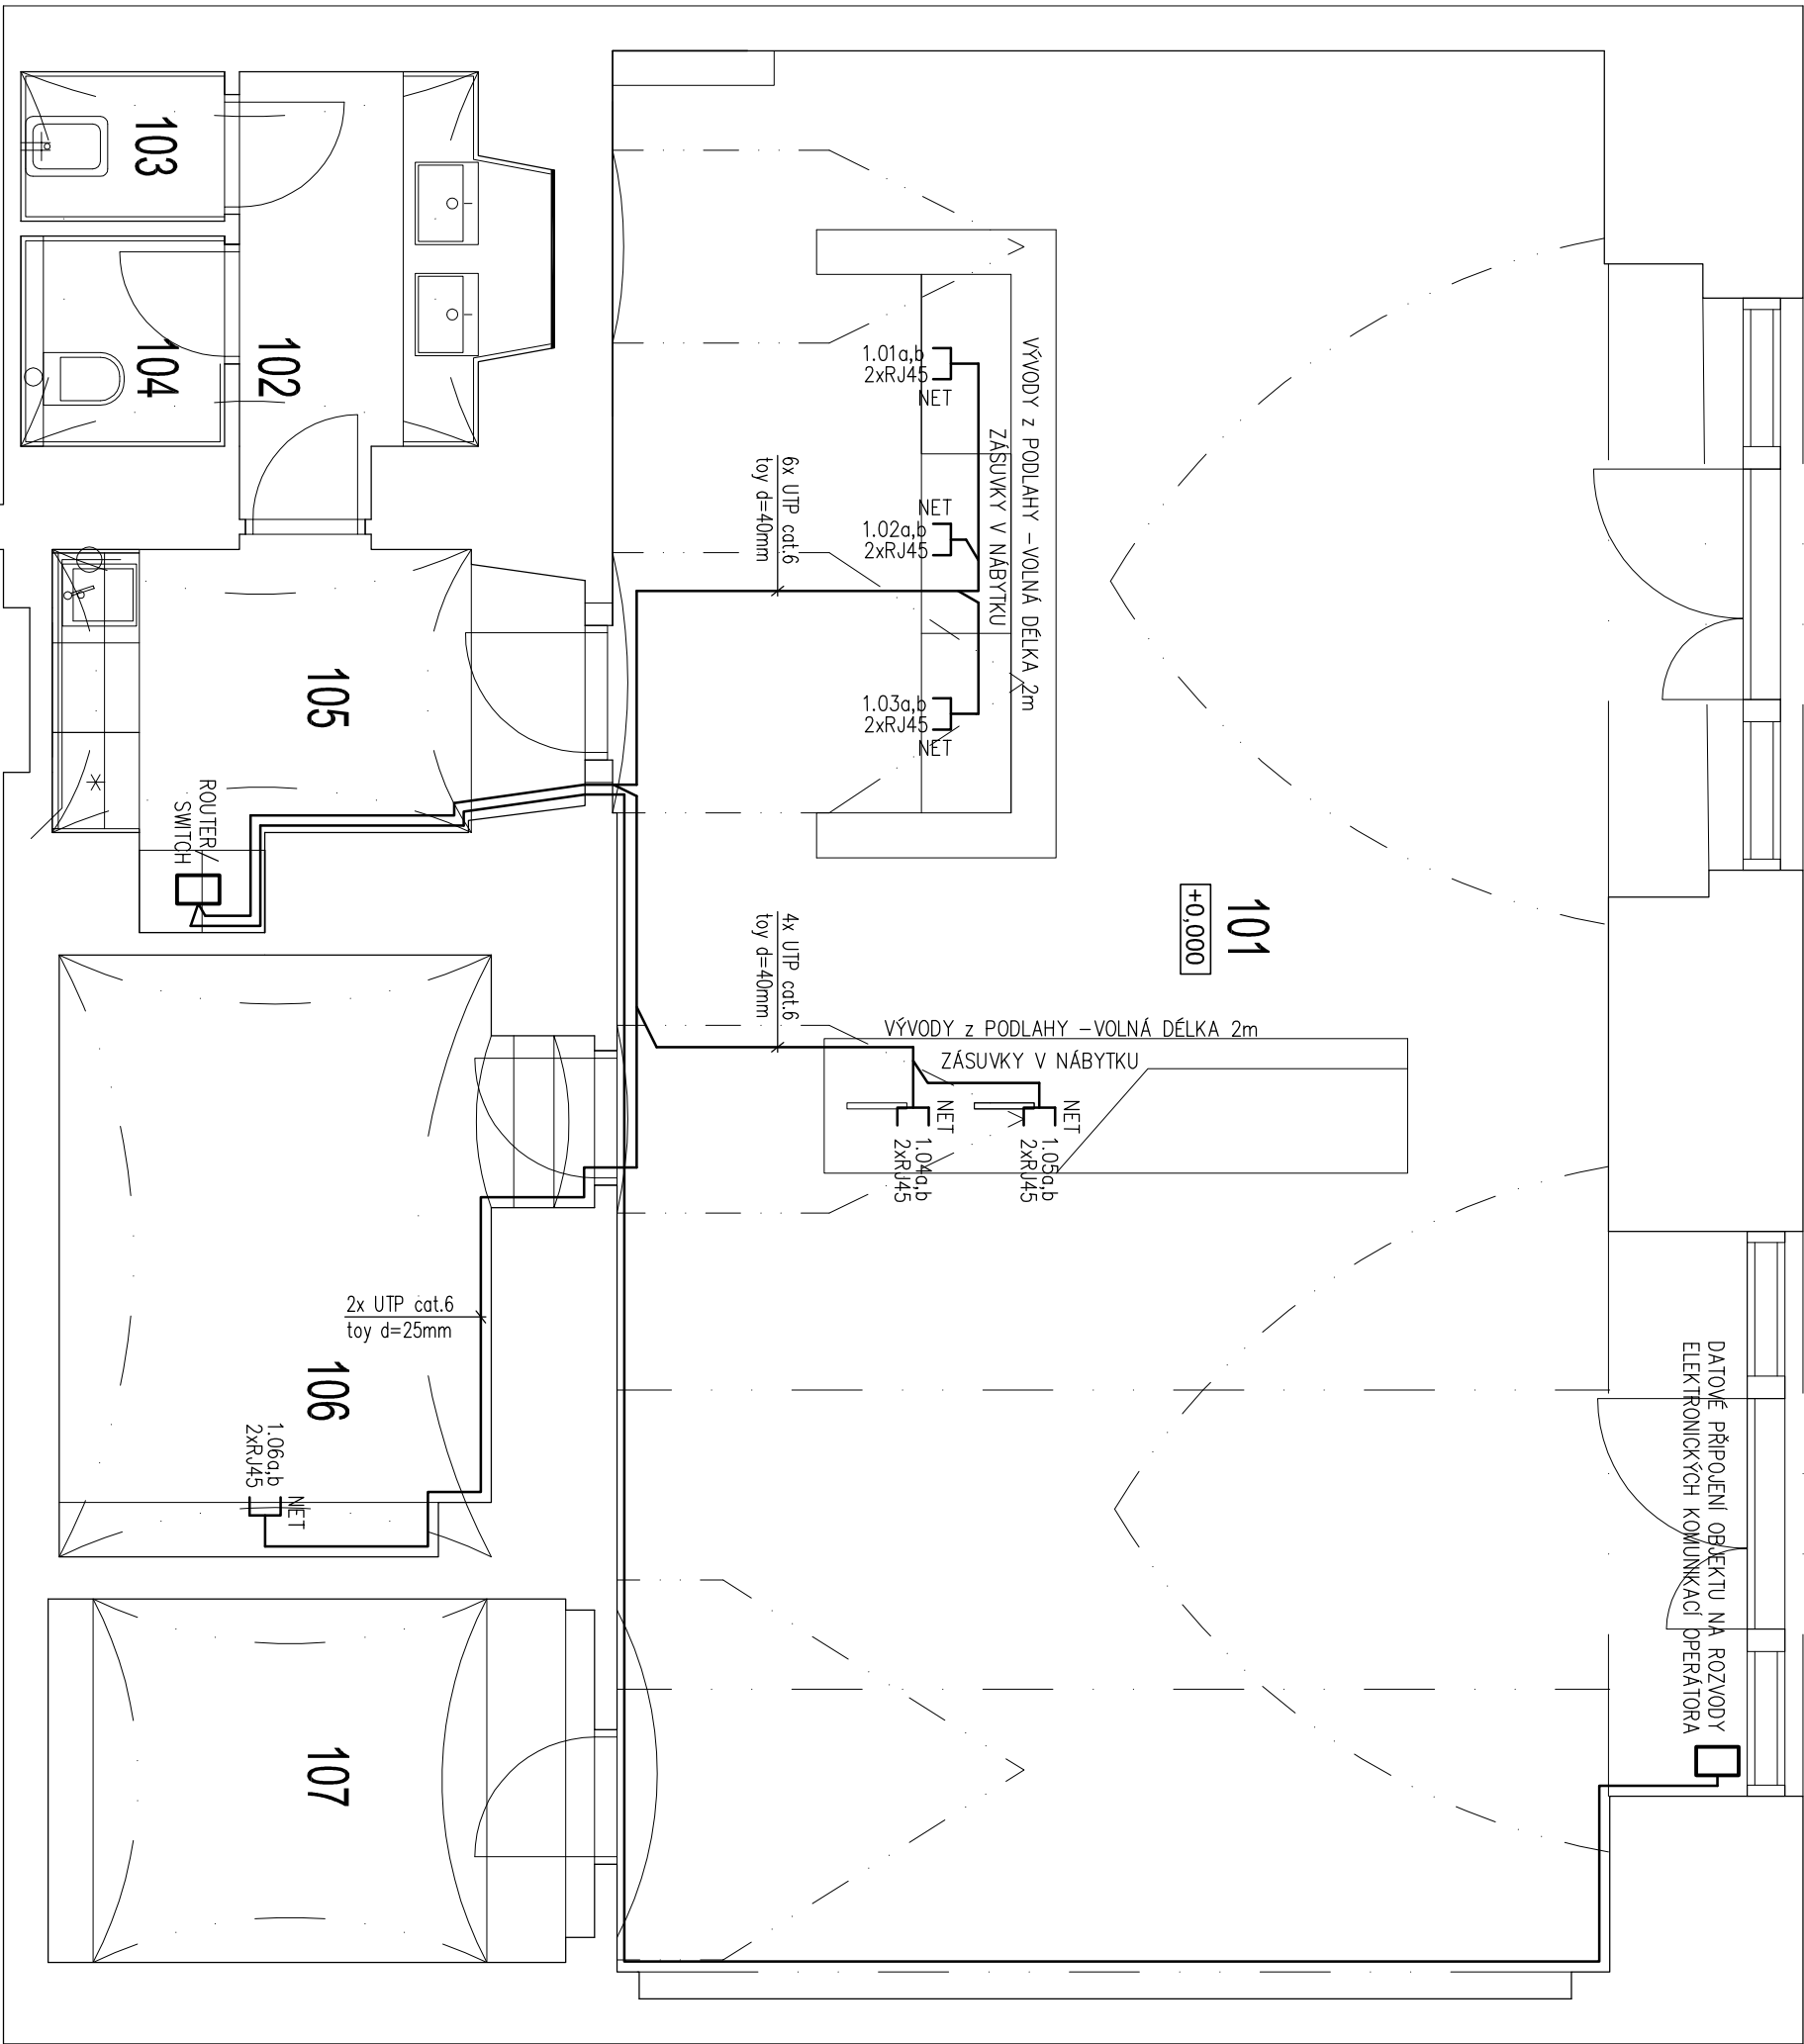 103
104
102
105
ROUTER/
SWITCH
1.01a,b
2xRJ45
NET
NET
1.02a,b
2xRJ45
1.03a,b
2xRJ45
NET
VÝVODY z PODLAHY -VOLNÁ DÉLKA 2m
ZÁSUVKY V NÁBYTKU
6x UTP cat.6
toy d=40mm
101
+0,000
4x UTP cat.6
toy d=40mm
VÝVODY z PODLAHY -VOLNÁ DÉLKA 2m
ZÁSUVKY V NÁBYTKU
NET
1.04a,b
2xRJ45
NET
1.05a,b
2xRJ45
2x UTP cat.6
toy d=25mm
106
1.06a,b
2xRJ45
NET
107
DATOVÉ PŘIPOJENÍ OBJEKTU NA ROZVODY
ELEKTRONICKÝCH KOMUNIKACÍ OPERÁTORA